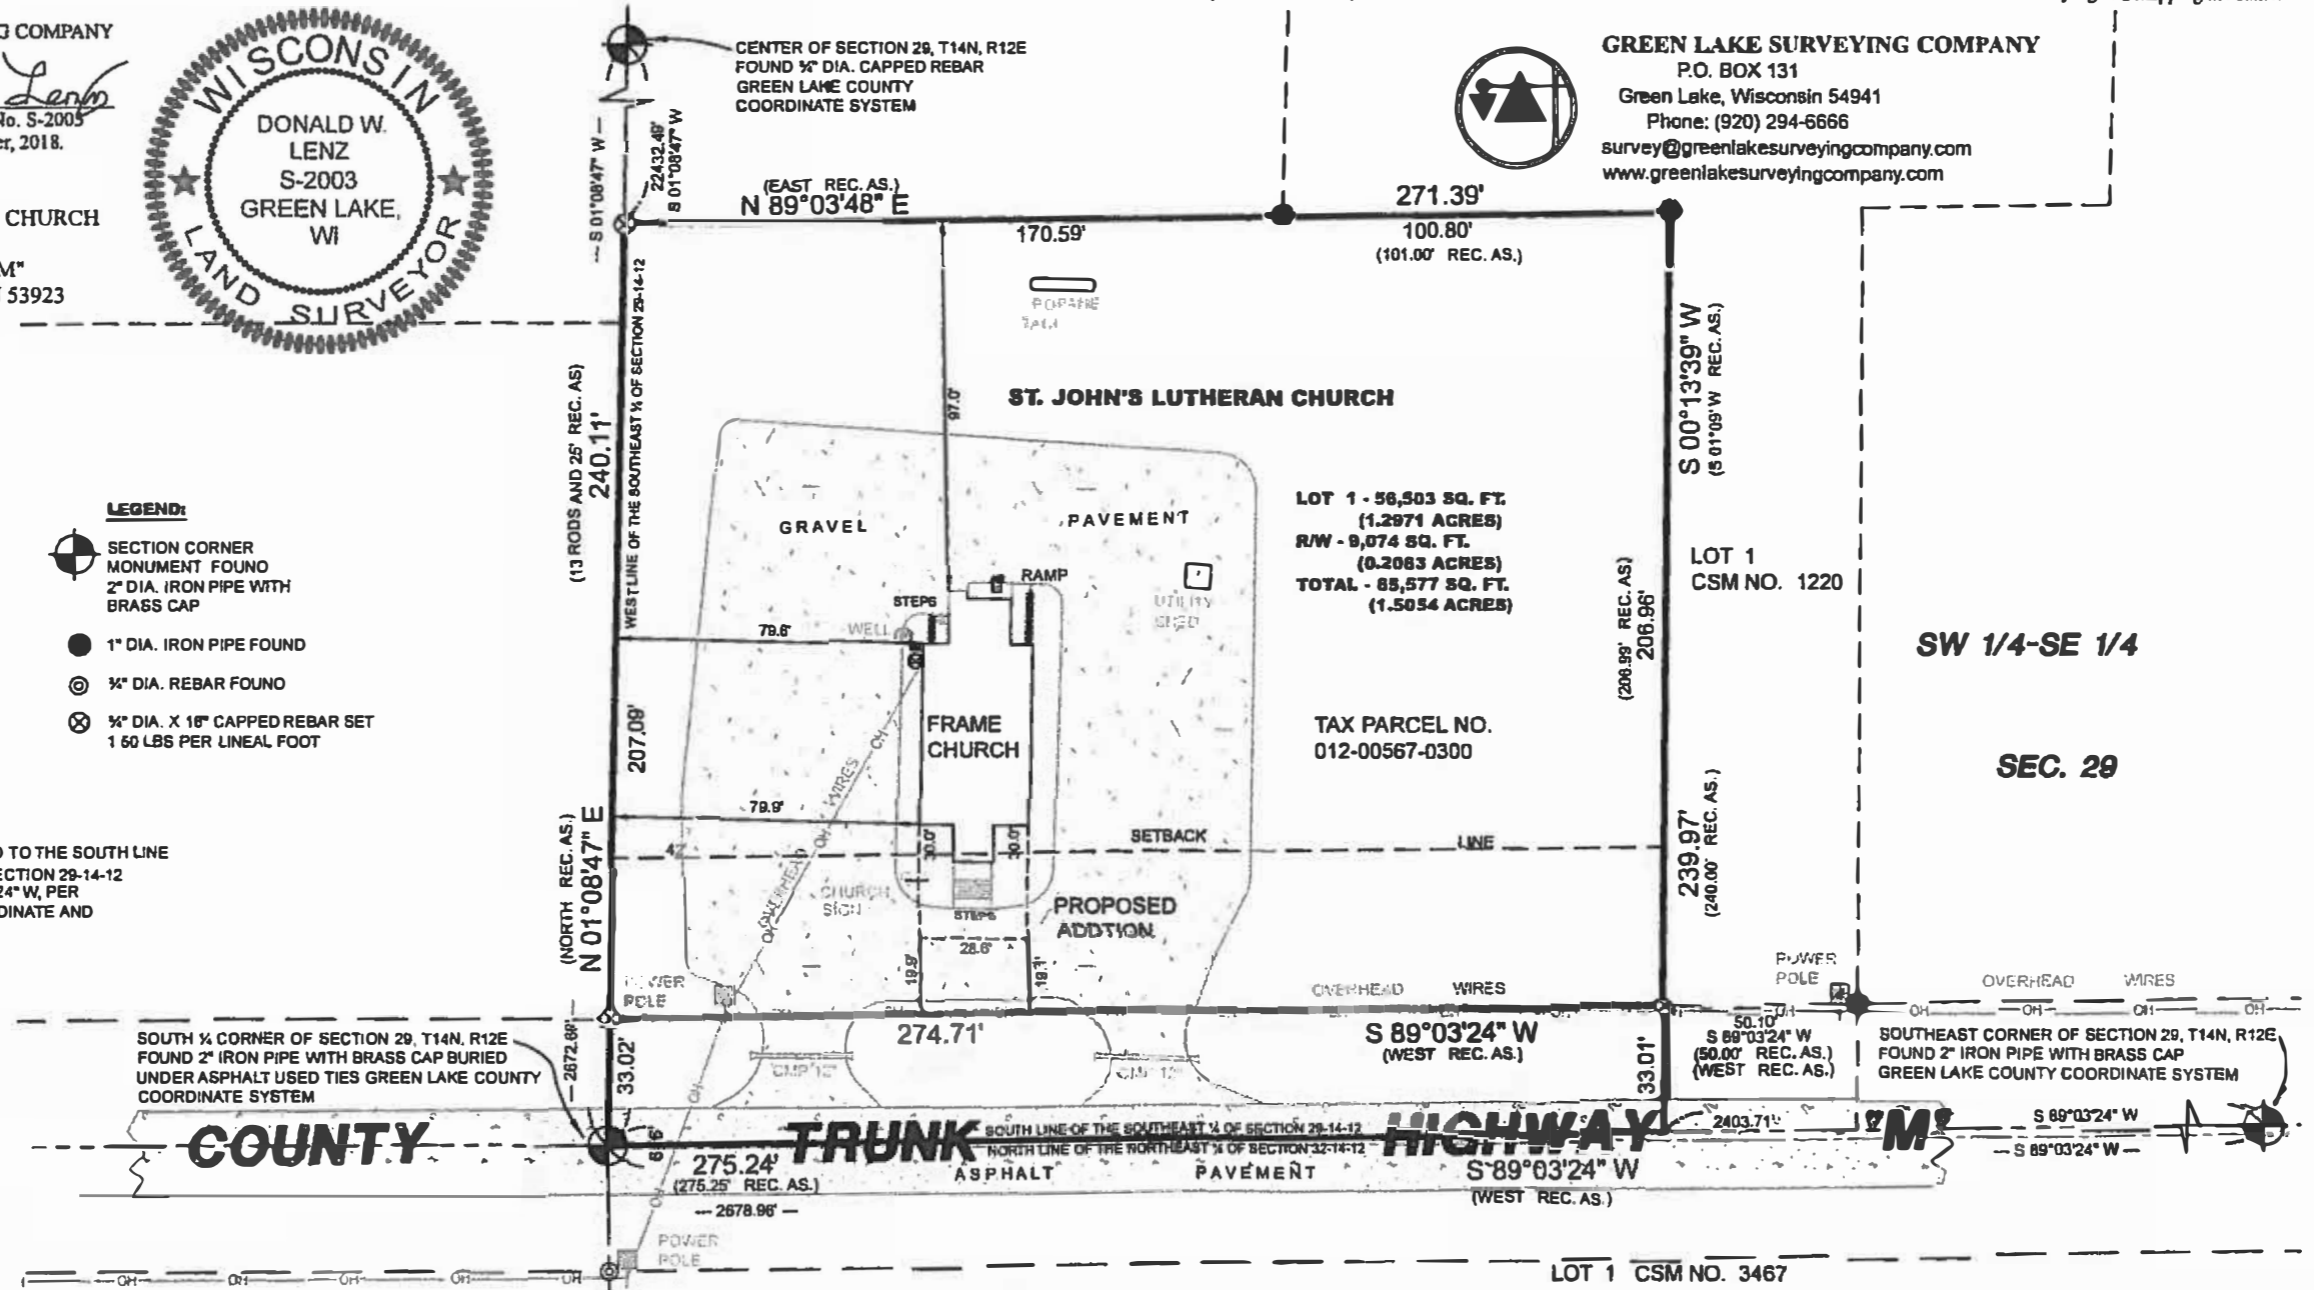 G COMPANY
Lenz
No. S-2005
er, 2018.
CHURCH
M"
53923
WISCONSIN
DONALD W.
LENZ
S-2003
GREEN LAKE,
WI
LAND SURVEYOR
CENTER OF SECTION 29, T14N, R12E
FOUND ¾" DIA. CAPPED REBAR
GREEN LAKE COUNTY
COORDINATE SYSTEM
GREEN LAKE SURVEYING COMPANY
P.O. BOX 131
Green Lake, Wisconsin 54941
Phone: (920) 294-6666
survey@greenlakesurveyingcompany.com
www.greenlakesurveyingcompany.com
--- S 01°08'47" W ---
22432.49'
S 01°08'47" W
(EAST REC. AS.)
N 89°03'48" E
271.39'
170.59'
100.80'
(101.00' REC. AS.)
WEST LINE OF THE SOUTHEAST ¼ OF SECTION 29-14-12
(13 RODS AND 25' REC. AS)
240.11'
97.0'
ST. JOHN'S LUTHERAN CHURCH
S 00°13'39" W
(S 01°09' W REC. AS.)
GRAVEL
PAVEMENT
LOT 1 - 56,503 SQ. FT.
(1.2971 ACRES)
R/W - 9,074 SQ. FT.
(0.2083 ACRES)
TOTAL - 65,577 SQ. FT.
(1.5054 ACRES)
LEGEND:
SECTION CORNER
MONUMENT FOUND
2" DIA. IRON PIPE WITH
BRASS CAP
1" DIA. IRON PIPE FOUND
¾" DIA. REBAR FOUND
¾" DIA. X 18" CAPPED REBAR SET
1 50 LBS PER LINEAL FOOT
LOT 1
CSM NO. 1220
RAMP
STEPS
WELL
UTILITY
SHED
79.6'
(206.99' REC. AS)
206.96'
SW 1/4-SE 1/4
207.09'
FRAME
CHURCH
TAX PARCEL NO.
012-00567-0300
SEC. 29
OVERHEAD WIRES
79.9'
30.0'
30.0'
SETBACK
LINE
42'
239.97'
(240.00' REC. AS.)
D TO THE SOUTH LINE
ECTION 29-14-12
24" W, PER
DINATE AND
(NORTH REC. AS.)
N 01°08'47" E
CHURCH
SIGN
STEPS
PROPOSED
ADDTION
28.6'
19.9'
19.1'
POWER
POLE
OVERHEAD WIRES
POWER
POLE
OVERHEAD WIRES
274.71'
S 89°03'24" W
(WEST REC. AS.)
50.10'
S 89°03'24" W
(50.00' REC. AS.)
(WEST REC. AS.)
SOUTH ¼ CORNER OF SECTION 29, T14N, R12E
FOUND 2" IRON PIPE WITH BRASS CAP BURIED
UNDER ASPHALT USED TIES GREEN LAKE COUNTY
COORDINATE SYSTEM
33.02'
CMP 12"
CMP 12"
33.01'
SOUTHEAST CORNER OF SECTION 29, T14N, R12E
FOUND 2" IRON PIPE WITH BRASS CAP
GREEN LAKE COUNTY COORDINATE SYSTEM
COUNTY TRUNK HIGHWAY "M"
SOUTH LINE OF THE SOUTHEAST ¼ OF SECTION 29-14-12
NORTH LINE OF THE NORTHEAST ¼ OF SECTION 32-14-12
2403.71'
S 89°03'24" W
--- S 89°03'24" W ---
66'
275.24'
(275.25' REC. AS.)
--- 2678.96' ---
ASPHALT PAVEMENT
S 89°03'24" W
(WEST REC. AS.)
POWER
POLE
OH OH OH OH OH
LOT 1 CSM NO. 3467